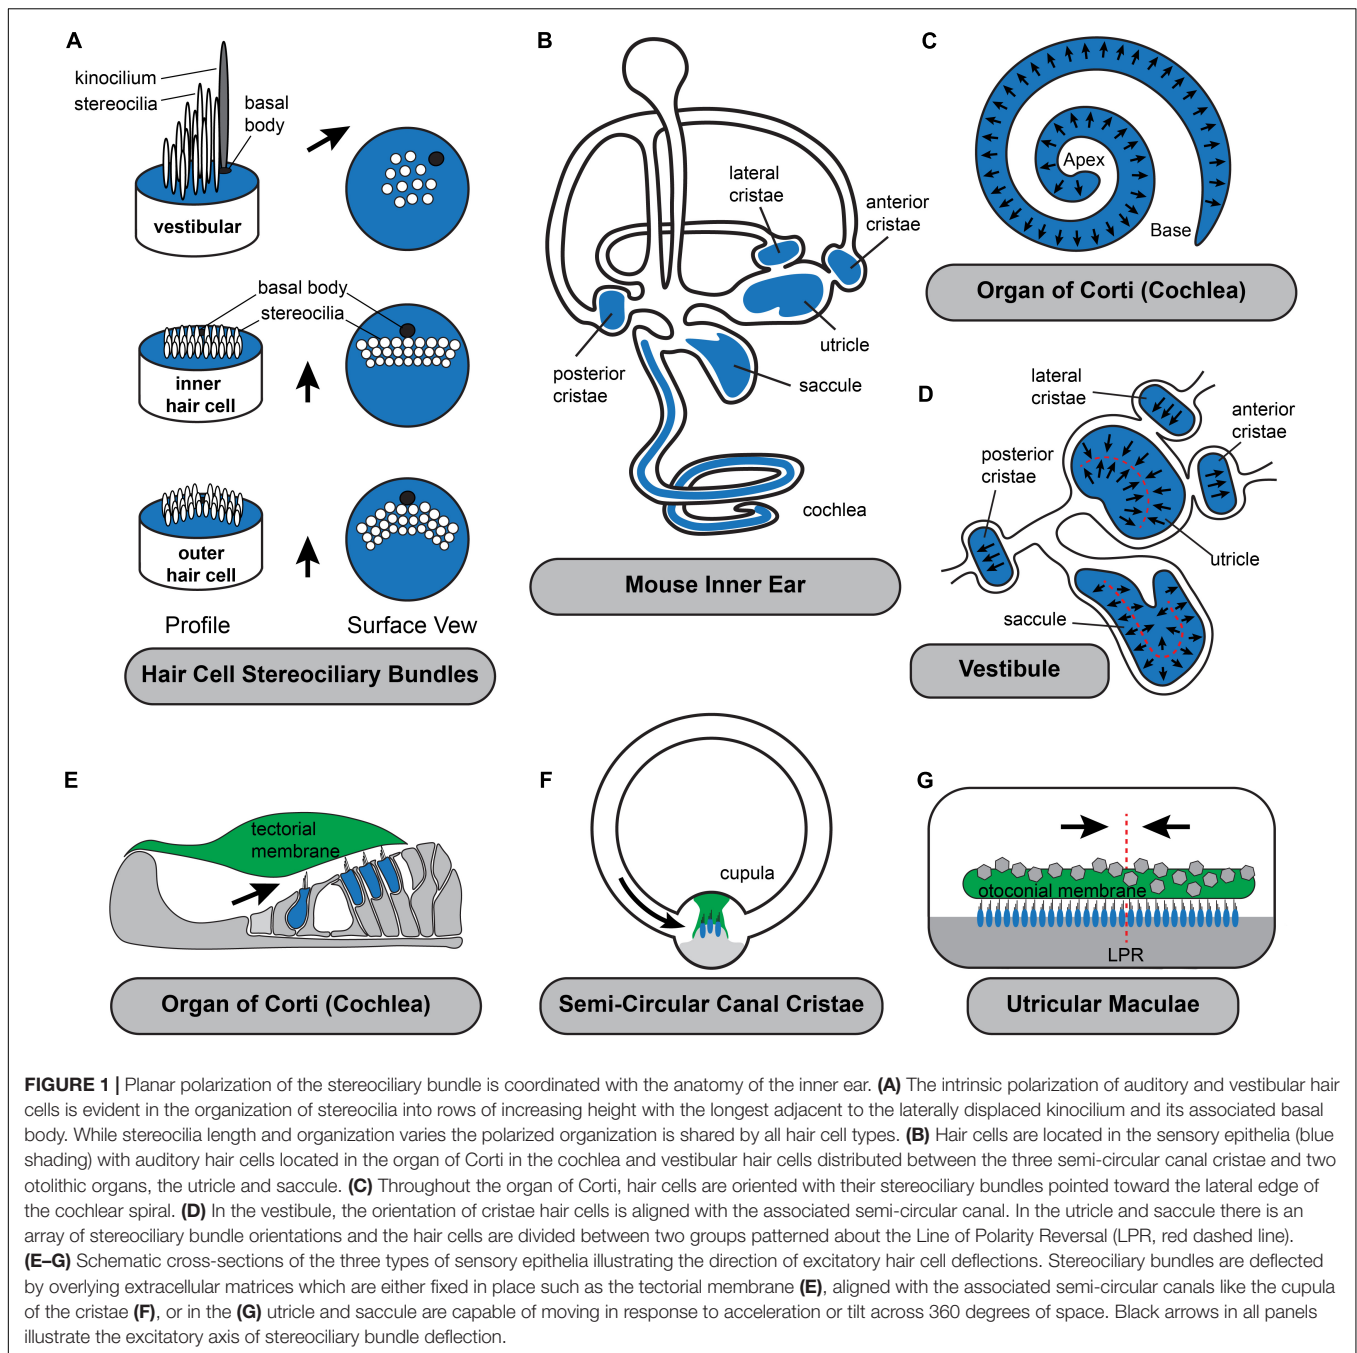 A
kinocilium
stereocilia
basal
body
vestibular
basal body
stereocilia
inner
hair cell
outer
hair cell
Profile
Surface Vew
Hair Cell Stereociliary Bundles
B
lateral
cristae
anterior
cristae
utricle
saccule
posterior
cristae
cochlea
Mouse Inner Ear
C
Apex
Base
Organ of Corti (Cochlea)
D
lateral
cristae
anterior
cristae
posterior
cristae
utricle
saccule
Vestibule
E
tectorial
membrane
Organ of Corti (Cochlea)
F
cupula
Semi-Circular Canal Cristae
G
otoconial membrane
LPR
Utricular Maculae
FIGURE 1 | Planar polarization of the stereociliary bundle is coordinated with the anatomy of the inner ear. (A) The intrinsic polarization of auditory and vestibular hair
cells is evident in the organization of stereocilia into rows of increasing height with the longest adjacent to the laterally displaced kinocilium and its associated basal
body. While stereocilia length and organization varies the polarized organization is shared by all hair cell types. (B) Hair cells are located in the sensory epithelia (blue
shading) with auditory hair cells located in the organ of Corti in the cochlea and vestibular hair cells distributed between the three semi-circular canal cristae and two
otolithic organs, the utricle and saccule. (C) Throughout the organ of Corti, hair cells are oriented with their stereociliary bundles pointed toward the lateral edge of
the cochlear spiral. (D) In the vestibule, the orientation of cristae hair cells is aligned with the associated semi-circular canal. In the utricle and saccule there is an
array of stereociliary bundle orientations and the hair cells are divided between two groups patterned about the Line of Polarity Reversal (LPR, red dashed line).
(E–G) Schematic cross-sections of the three types of sensory epithelia illustrating the direction of excitatory hair cell deflections. Stereociliary bundles are deflected
by overlying extracellular matrices which are either fixed in place such as the tectorial membrane (E), aligned with the associated semi-circular canals like the cupula
of the cristae (F), or in the (G) utricle and saccule are capable of moving in response to acceleration or tilt across 360 degrees of space. Black arrows in all panels
illustrate the excitatory axis of stereociliary bundle deflection.